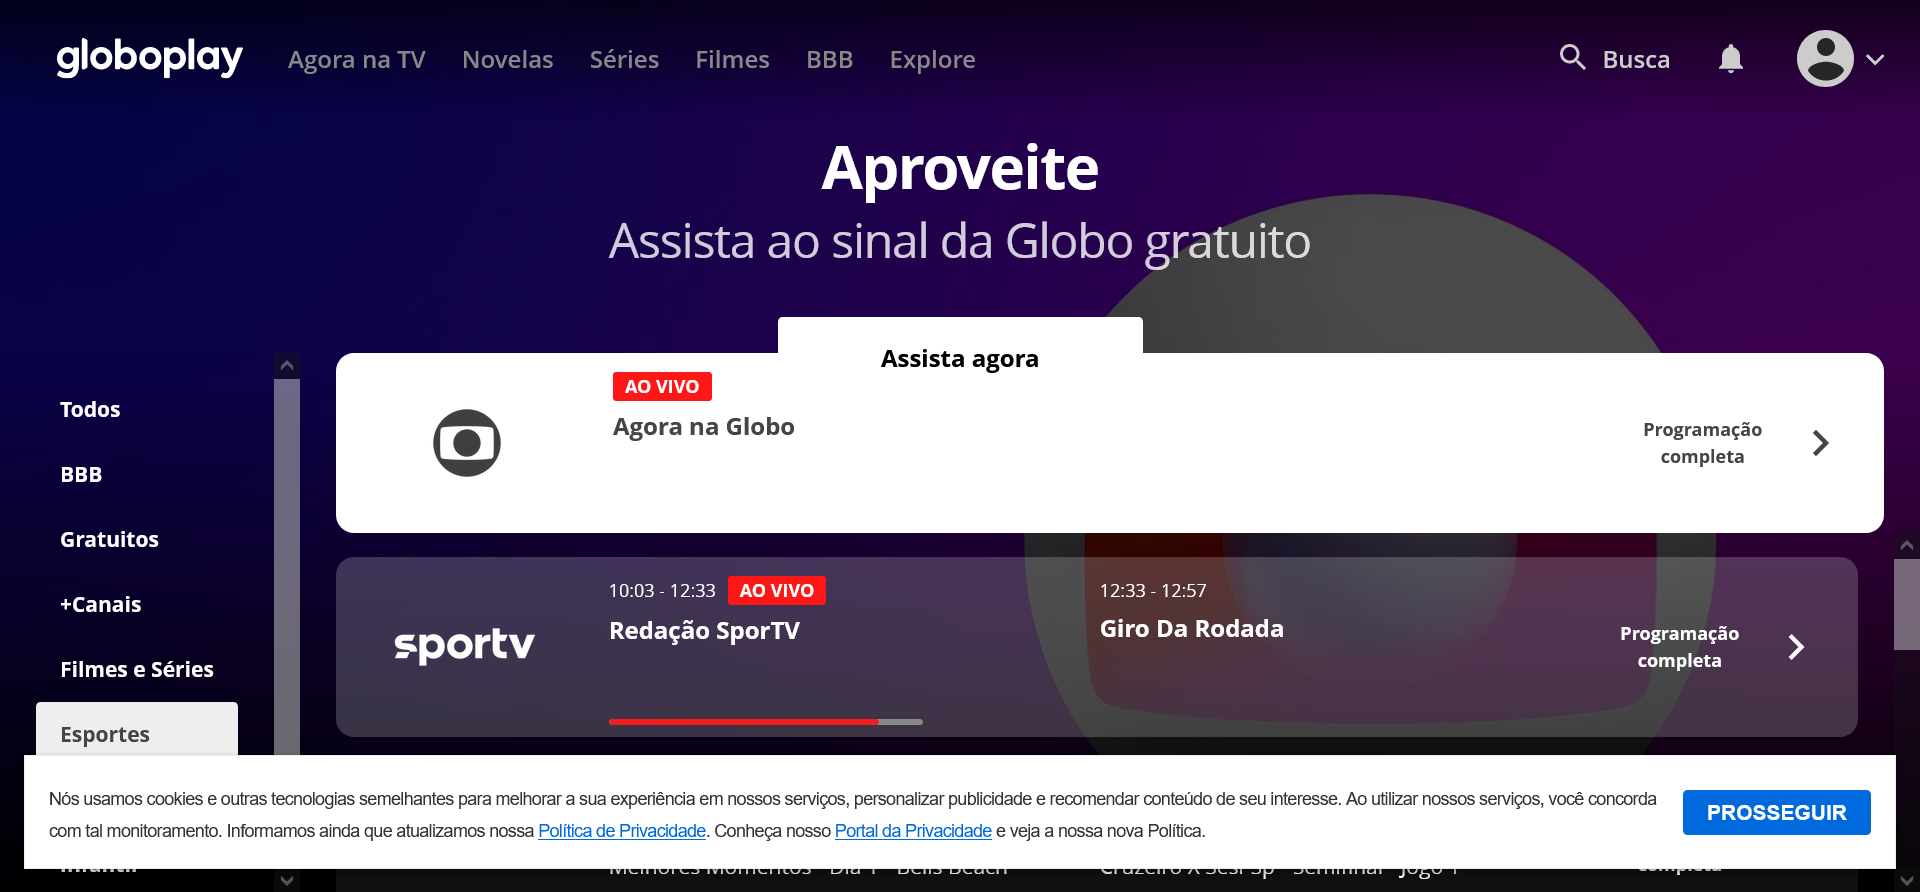 globoplay
Agora na TV
Novelas
Séries
Filmes
BBB
Explore
Busca
Aproveite
Assista ao sinal da Globo gratuito
Assista agora
Todos
BBB
Gratuitos
+Canais
Filmes e Séries
Esportes
AO VIVO
Agora na Globo
Programação
completa
sportv
10:03 - 12:33
AO VIVO
Redação SporTV
12:33 - 12:57
Giro Da Rodada
Programação
completa
Nós usamos cookies e outras tecnologias semelhantes para melhorar a sua experiência em nossos serviços, personalizar publicidade e recomendar conteúdo de seu interesse. Ao utilizar nossos serviços, você concorda
com tal monitoramento. Informamos ainda que atualizamos nossa Política de Privacidade. Conheça nosso Portal da Privacidade e veja a nossa nova Política.
PROSSEGUIR